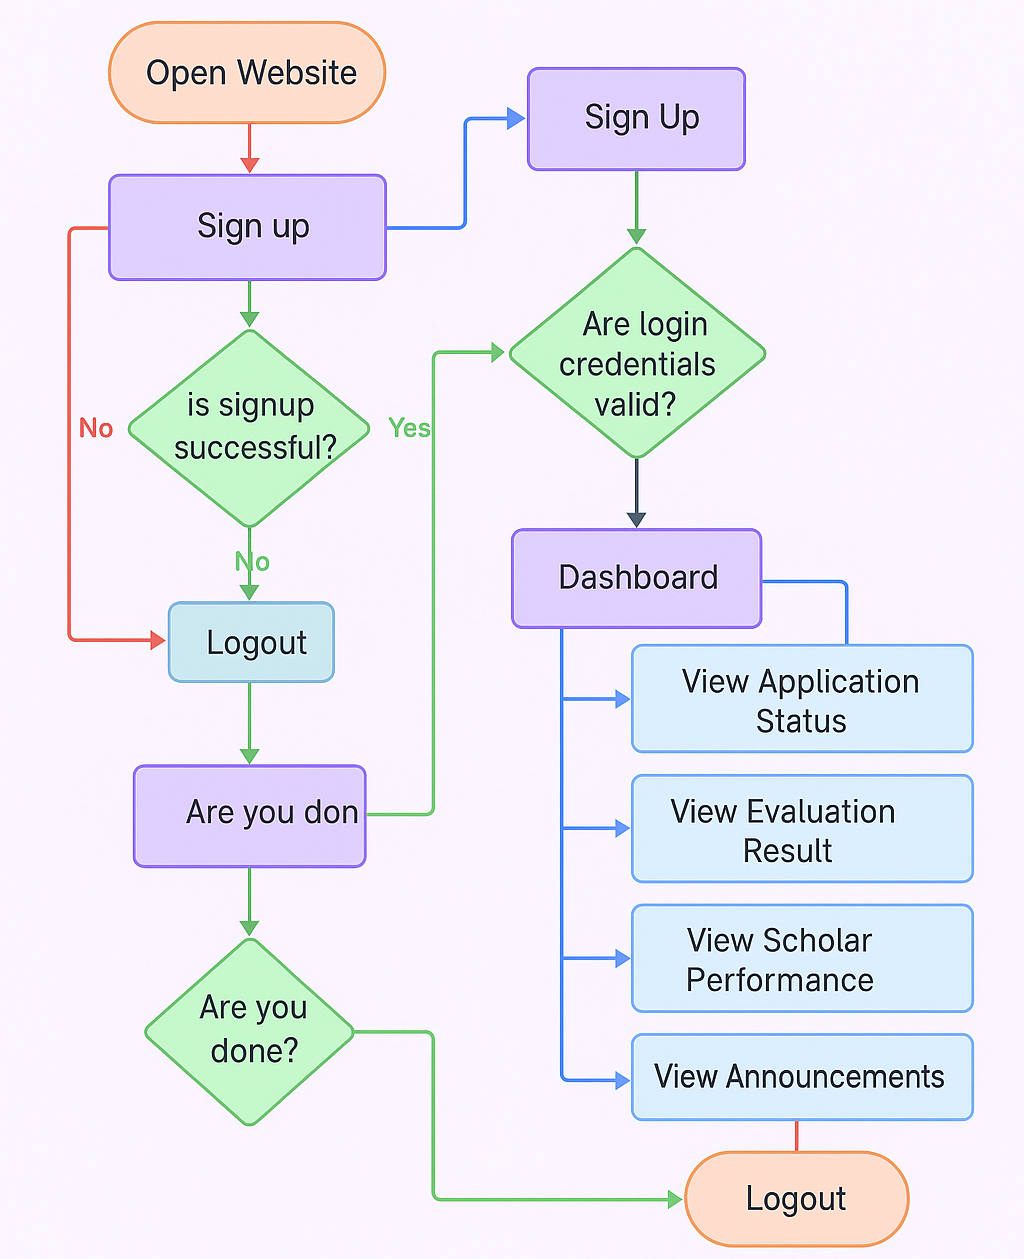 Open Website
Sign up
is signup
successful?
No
No
Yes
Logout
Are you don
Are you
done?
Sign Up
Are login
credentials
valid?
Dashboard
View Application
Status
View Evaluation
Result
View Scholar
Performance
View Announcements
Logout